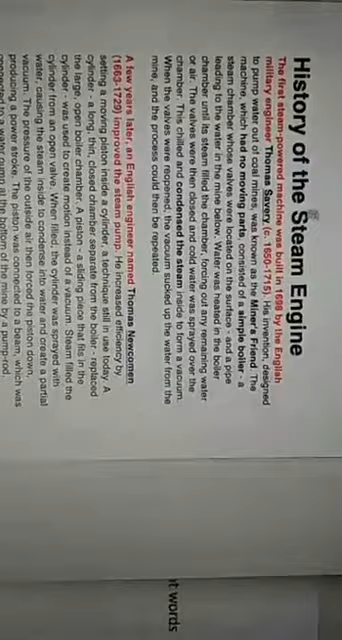 History of the Steam Engine
The first steam-powered machine was built in 1698 by the English
military engineer Thomas Savery (c. 1650-1715). His invention, designed
to pump water out of coal mines, was known as the Miner's Friend. The
machine, which had no moving parts, consisted of a simple boiler - a
steam chamber whose valves were located on the surface - and a pipe
leading to the water in the mine below. Water was heated in the boiler
chamber until its steam filled the chamber, forcing out any remaining water
or air. The valves were then closed and cold water was sprayed over the
chamber. This chilled and condensed the steam inside to form a vacuum.
When the valves were reopened, the vacuum sucked up the water from the
mine, and the process could then be repeated.
A few years later, an English engineer named Thomas Newcomen
(1663-1729) improved the steam pump. He increased efficiency by
setting a moving piston inside a cylinder, a technique still in use today. A
cylinder - a long, thin, closed chamber separate from the boiler - replaced
the large, open boiler chamber. A piston - a sliding piece that fits in the
cylinder - was used to create motion instead of a vacuum. Steam filled the
cylinder from an open valve. When filled, the cylinder was sprayed with
water, causing the steam inside to condense into water and create a partial
vacuum. The pressure of the outside air then forced the piston down,
producing a power stroke. The piston was connected to a beam, which was
connected to a water pump at the bottom of the mine by a pump-rod.
t words